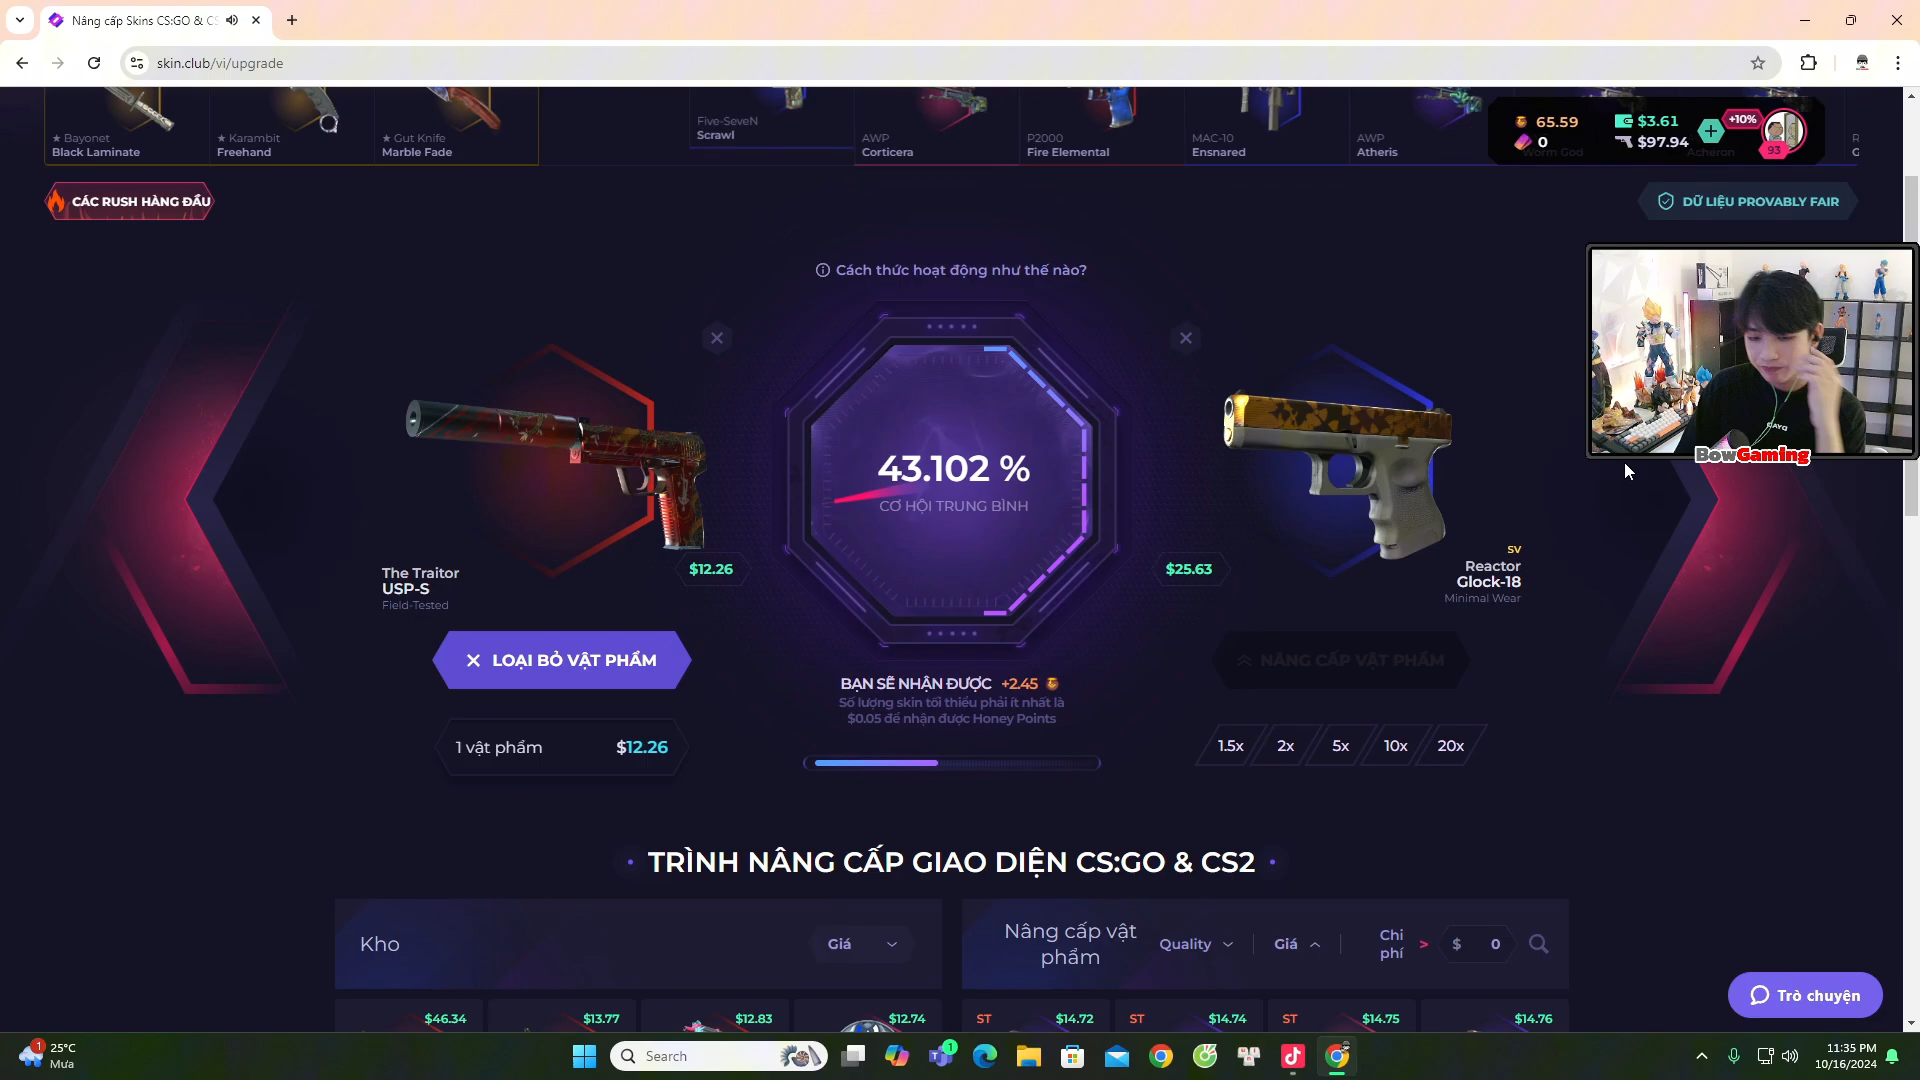 Nâng cấp Skins CS:GO & CS
skin.club/vi/upgrade
★ Bayonet
Black Laminate
★ Karambit
Freehand
★ Gut Knife
Marble Fade
Five-SeveN
Scrawl
AWP
Corticera
P2000
Fire Elemental
MAC-10
Ensnared
AWP
Atheris
Worm God
Acheron
65.59
0
$3.61
$97.94
+10%
93
CÁC RUSH HÀNG ĐẦU
DỮ LIỆU PROVABLY FAIR
Cách thức hoạt động như thế nào?
43.102 %
CƠ HỘI TRUNG BÌNH
The Traitor
USP-S
Field-Tested
$12.26
$25.63
SV
Reactor
Glock-18
Minimal Wear
BowGaming
LOẠI BỎ VẬT PHẨM
NÂNG CẤP VẬT PHẨM
BẠN SẼ NHẬN ĐƯỢC +2.45
Số lượng skin tối thiểu phải ít nhất là
$0.05 để nhận được Honey Points
1 vật phẩm $12.26
1.5x 2x 5x 10x 20x
TRÌNH NÂNG CẤP GIAO DIỆN CS:GO & CS2
Kho
Giá
Nâng cấp vật
phẩm
Quality
Giá
Chi
phí
>
$ 0
$46.34
$13.77
$12.83
$12.74
ST $14.72
ST $14.74
ST $14.75
$14.76
Trò chuyện
1
25°C
Mưa
Search
1
11:35 PM
10/16/2024